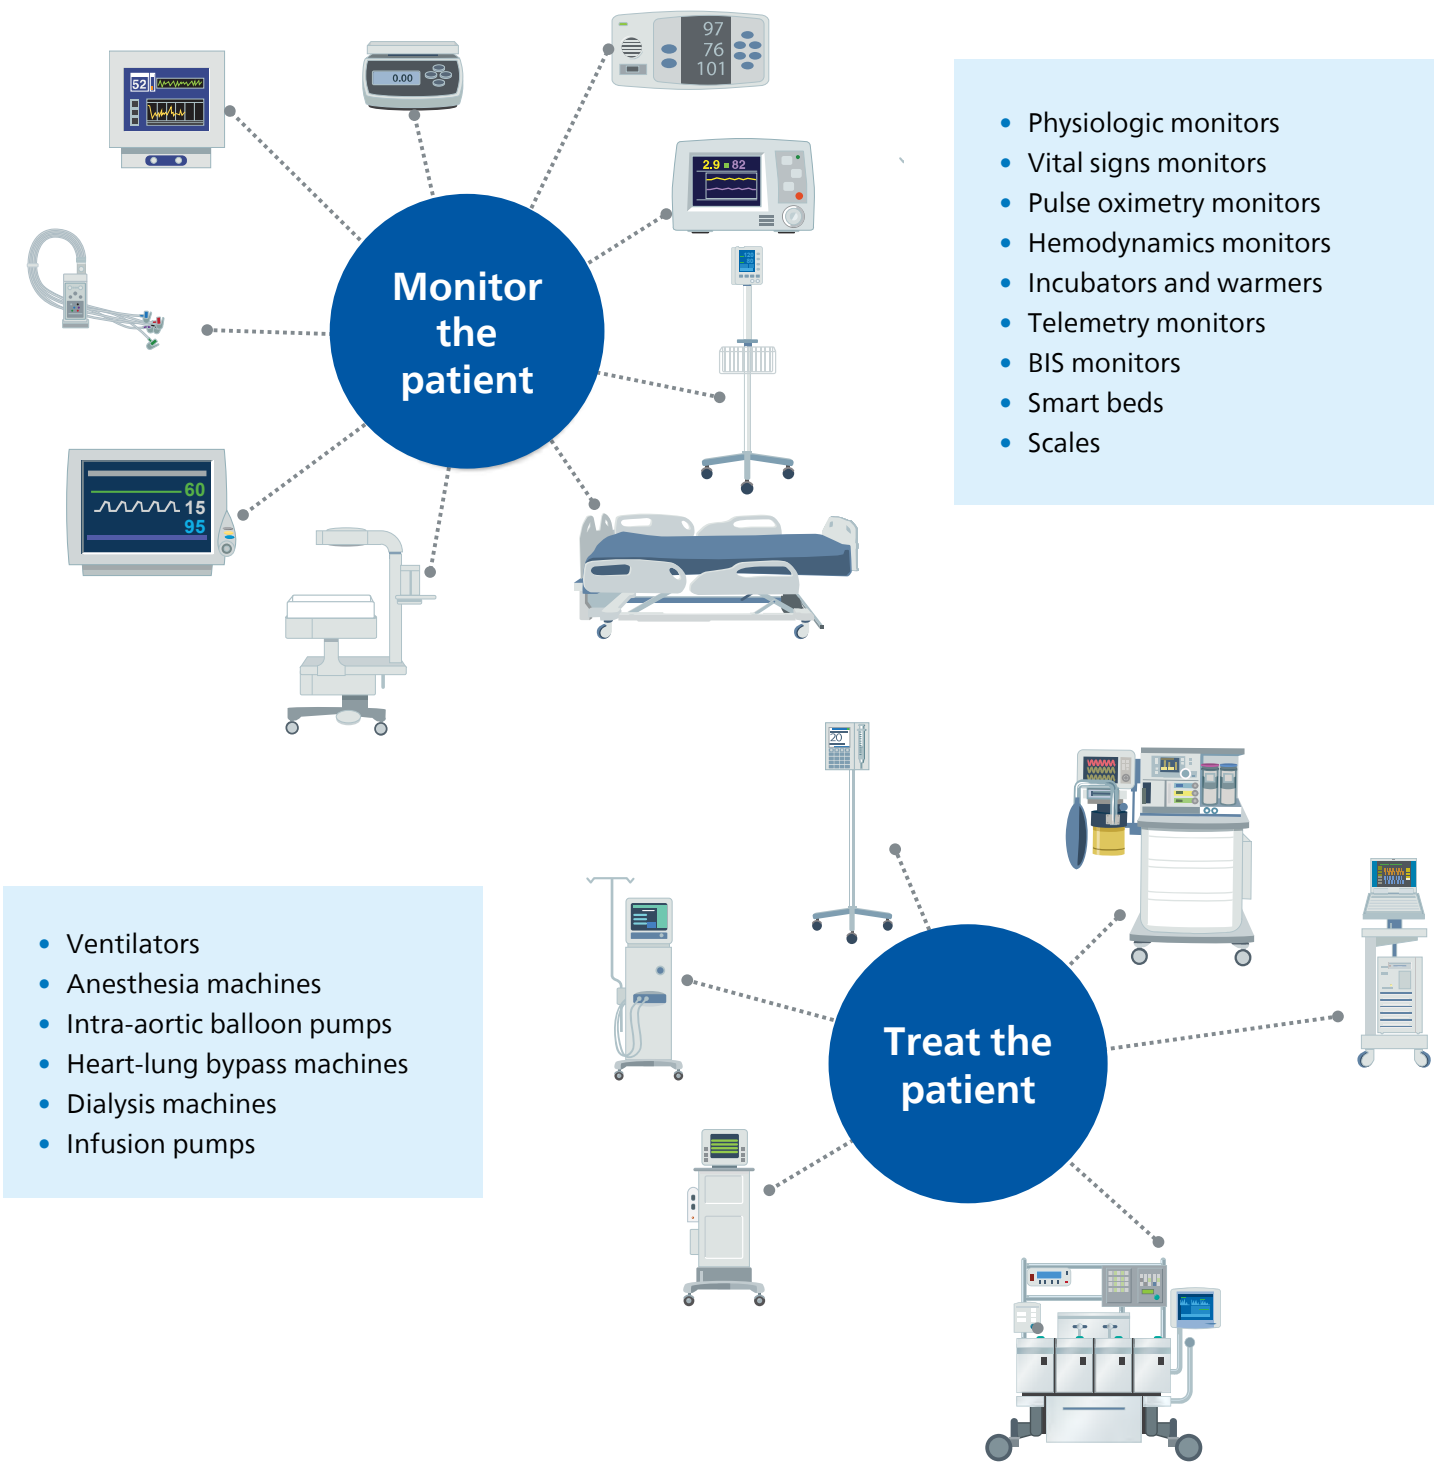 52
0.00
97
76
101
2.9 82
Monitor
the
patient
60
15
95
• Physiologic monitors
• Vital signs monitors
• Pulse oximetry monitors
• Hemodynamics monitors
• Incubators and warmers
• Telemetry monitors
• BIS monitors
• Smart beds
• Scales
20
• Ventilators
• Anesthesia machines
• Intra-aortic balloon pumps
• Heart-lung bypass machines
• Dialysis machines
• Infusion pumps
Treat the
patient